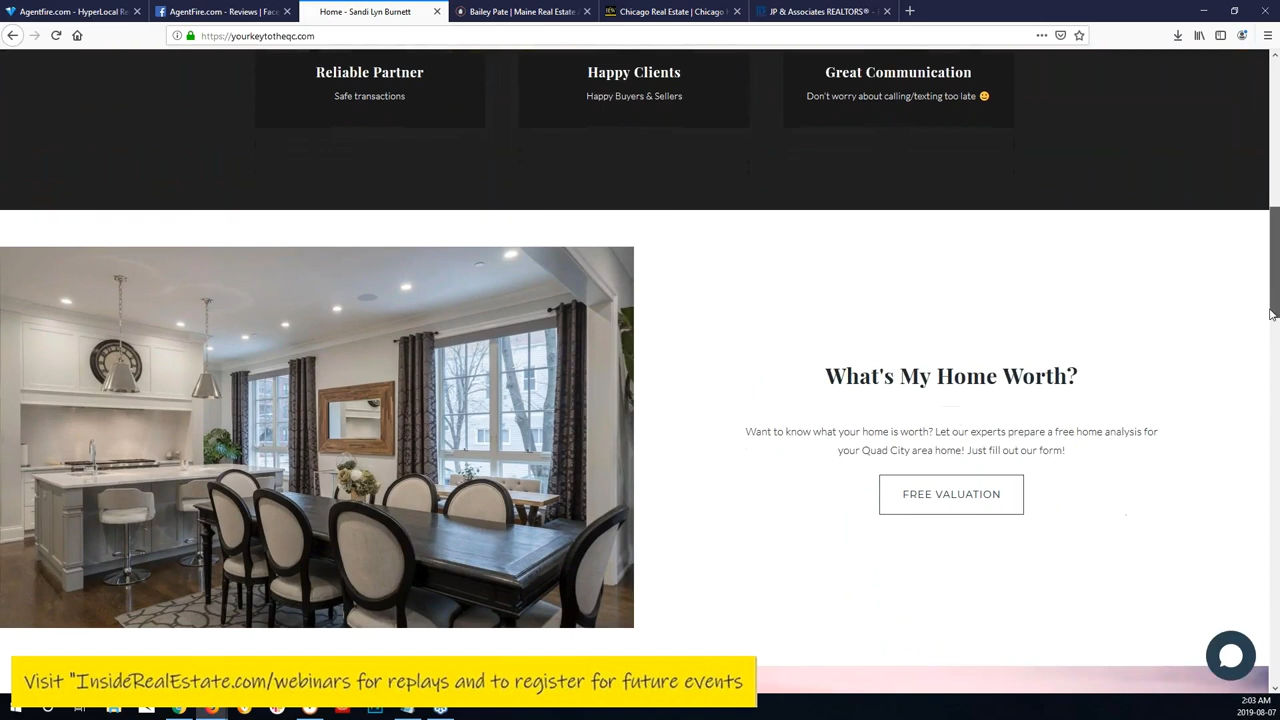 AgentFire.com - HyperLocal Re
AgentFire.com - Reviews | Face
Home - Sandi Lyn Burnett
Bailey Pate | Maine Real Estate
Chicago Real Estate | Chicago
JP & Associates REALTORS® -
https://yourkeytotheqc.com
Reliable Partner
Happy Clients
Great Communication
Safe transactions
Happy Buyers & Sellers
Don't worry about calling/texting too late
What's My Home Worth?
Want to know what your home is worth? Let our experts prepare a free home analysis for
your Quad City area home! Just fill out our form!
FREE VALUATION
Visit "InsideRealEstate.com/webinars for replays and to register for future events
2:03 AM
2019-08-07